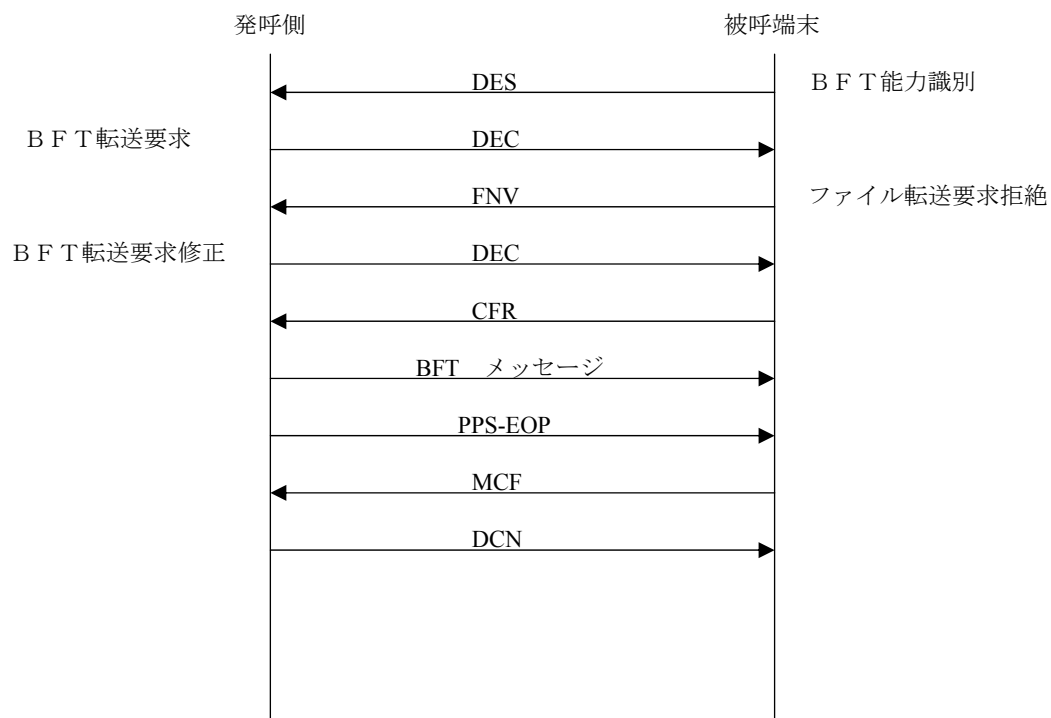 発呼側
被呼端末
DES
ＢＦＴ能力識別
ＢＦＴ転送要求
DEC
FNV
ファイル転送要求拒絶
ＢＦＴ転送要求修正
DEC
CFR
BFT　メッセージ
PPS-EOP
MCF
DCN